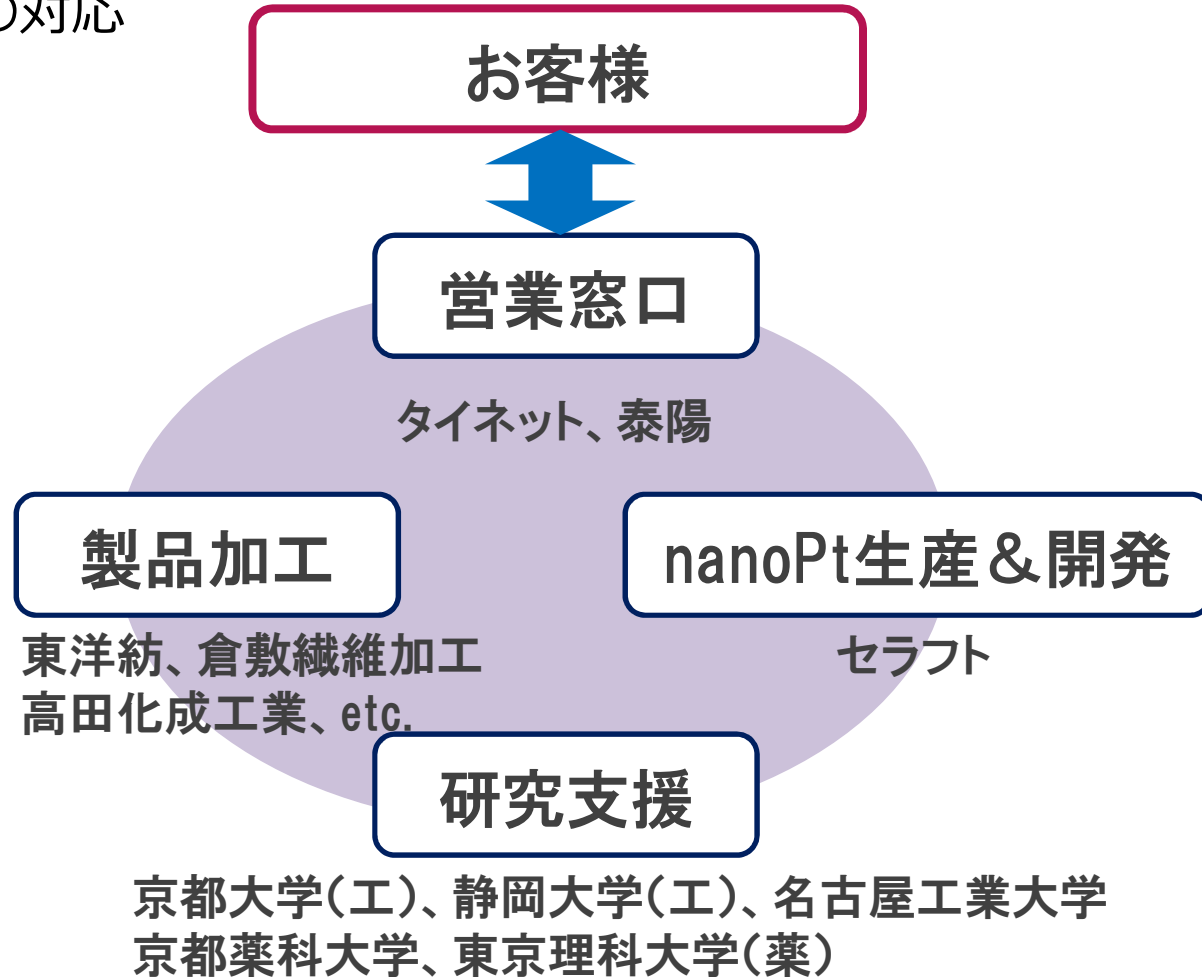 の対応
お客様
営業窓口
タイネット、泰陽
製品加工
nanoPt生産＆開発
東洋紡、倉敷繊維加工
高田化成工業、etc.
セラフト
研究支援
京都大学(工)、静岡大学(工)、名古屋工業大学
京都薬科大学、東京理科大学(薬)